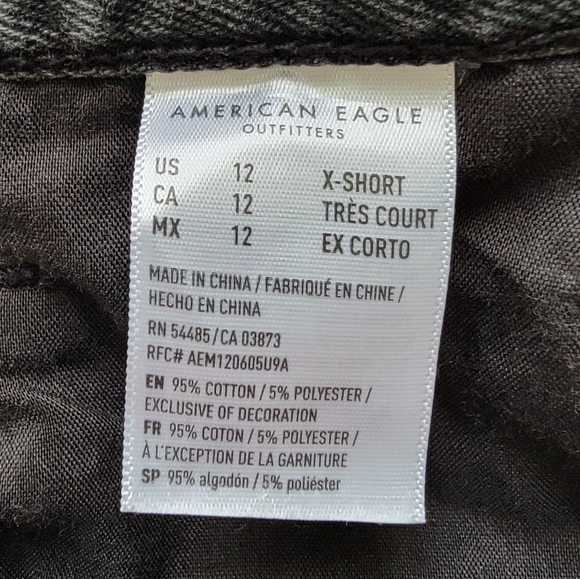 AMERICAN EAGLE
OUTFITTERS
US 12 X-SHORT
CA 12 TRÈS COURT
MX 12 EX CORTO
MADE IN CHINA / FABRIQUÉ EN CHINE /
HECHO EN CHINA
RN 54485/CA 03873
RFC# AEM120605U9A
EN 95% COTTON / 5% POLYESTER /
EXCLUSIVE OF DECORATION
FR 95% COTON / 5% POLYESTER /
À L'EXCEPTION DE LA GARNITURE
SP 95% algodón / 5% poliéster